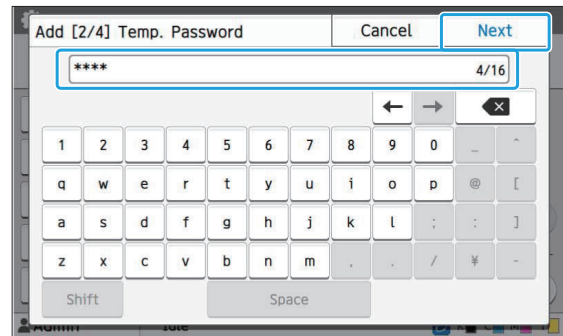 Add [2/4] Temp. Password Cancel Next
**** 4/16
← →
1 2 3 4 5 6 7 8 9 0 _ ^
q w e r t y u i o p @ [
a s d f g h j k l ; : ]
z x c v b n m , . / ¥ -
Shift Space
Admin Idle